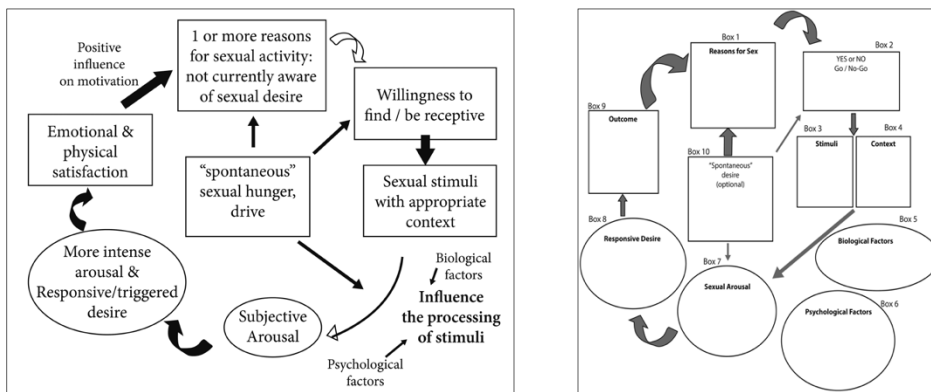 Positive
influence
on motivation
1 or more reasons
for sexual activity:
not currently aware
of sexual desire
Willingness to
find / be receptive
Emotional &
physical
satisfaction
“spontaneous”
sexual hunger,
drive
Sexual stimuli
with appropriate
context
More intense
arousal &
Responsive/triggered
desire
Subjective
Arousal
Biological
factors
Influence
the processing
of stimuli
Psychological
factors
Box 1
Reasons for Sex
Box 2
YES or NO
Go / No-Go
Box 9
Outcome
Box 3
Stimuli
Box 4
Context
Box 10
"Spontaneous"
desire
(optional)
Box 8
Responsive Desire
Box 7
Sexual Arousal
Box 5
Biological Factors
Box 6
Psychological Factors